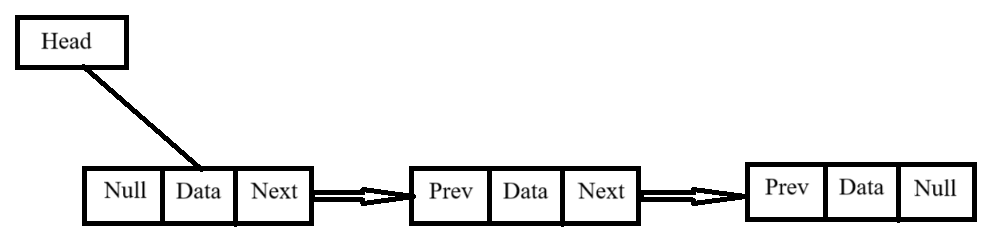 Head
Null Data Next Prev Data Next Prev Data Null